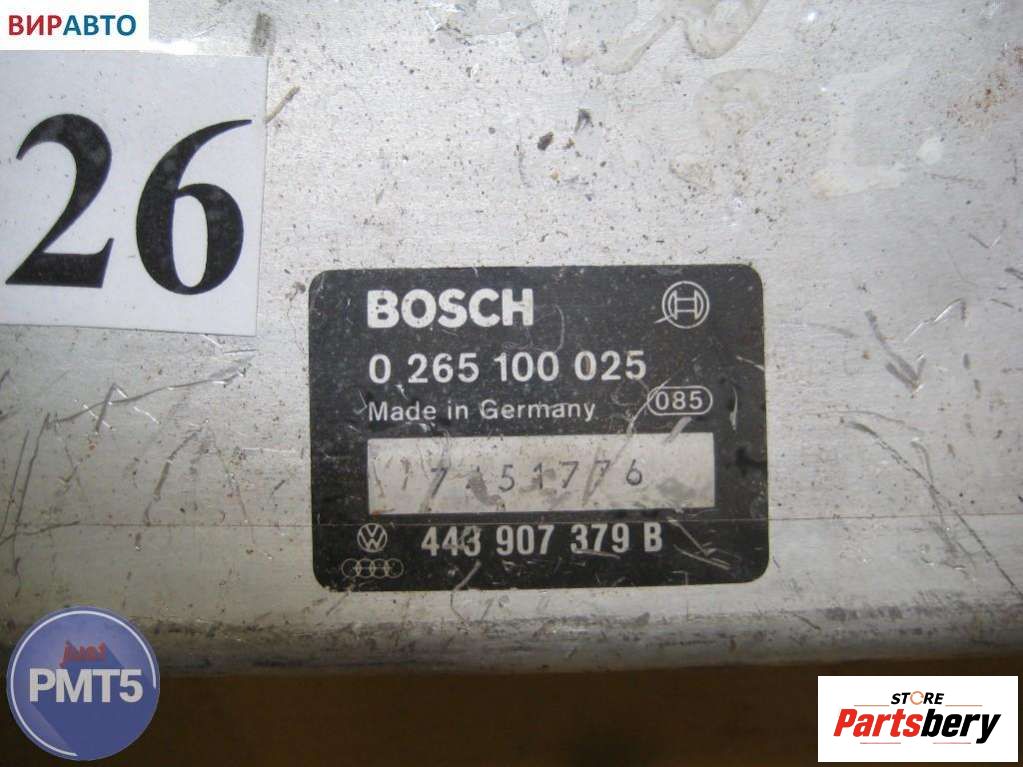 ВИРАВТО
26
BOSCH
0 265 100 025
Made in Germany 085
443 907 379 B
just
PMT5
STORE
Partsbery